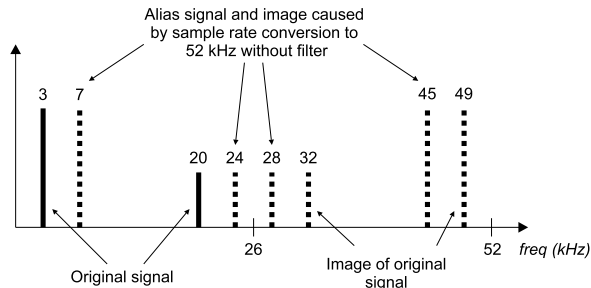 Alias signal and image caused
by sample rate conversion to
52 kHz without filter
3 7 45 49
20 24 28 32
26 52 freq (kHz)
Original signal
Image of original
signal